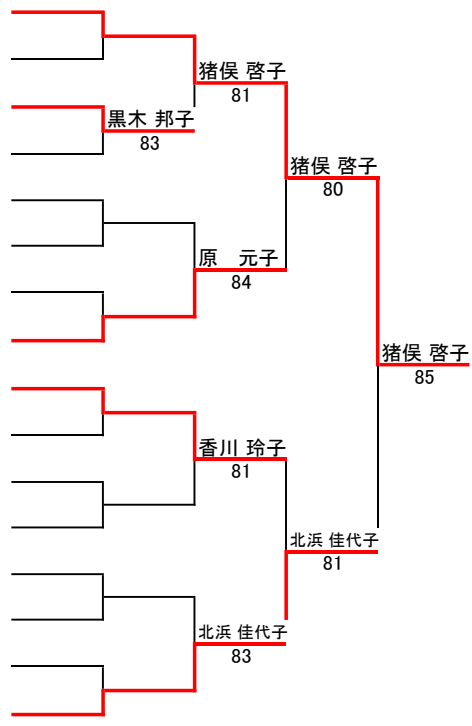 猪俣 啓子
81
黒木 邦子
83
猪俣 啓子
80
原　元子
84
猪俣 啓子
85
香川 玲子
81
北浜 佳代子
81
北浜 佳代子
83